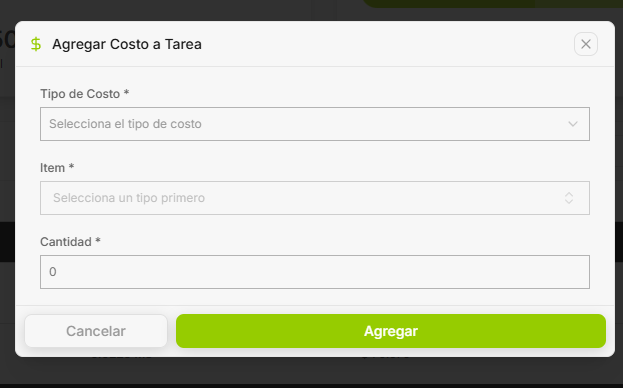 $ Agregar Costo a Tarea
Tipo de Costo *
Selecciona el tipo de costo
Item *
Selecciona un tipo primero
Cantidad *
0
Cancelar
Agregar